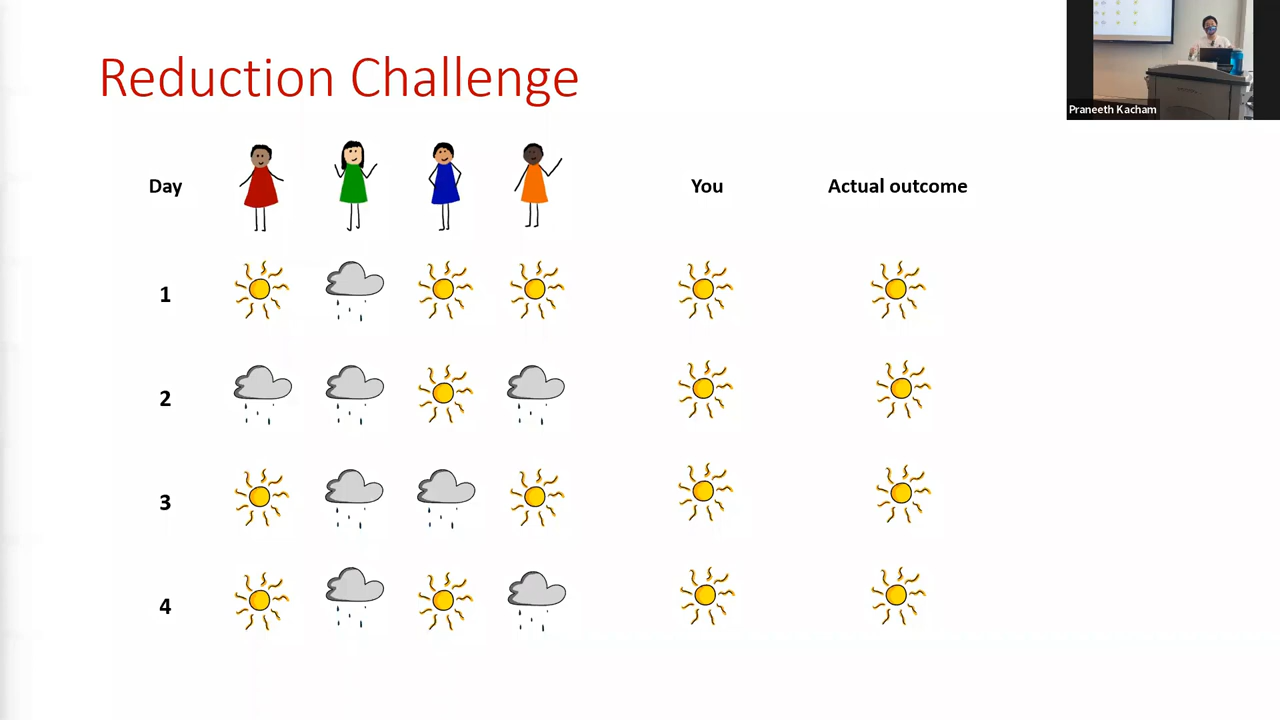 Reduction Challenge
Praneeth Kacham
Day
You
Actual outcome
1
2
3
4